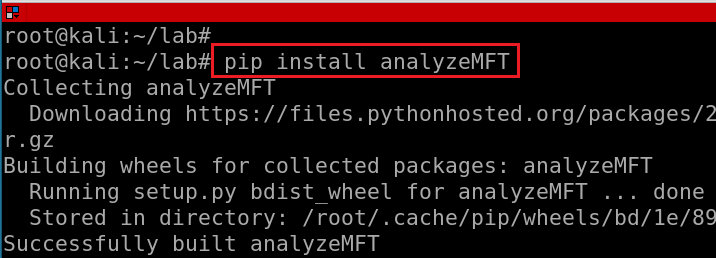 root@kali:~/lab#
root@kali:~/lab# pip install analyzeMFT
Collecting analyzeMFT
  Downloading https://files.pythonhosted.org/packages/2
r.gz
Building wheels for collected packages: analyzeMFT
  Running setup.py bdist_wheel for analyzeMFT ... done
  Stored in directory: /root/.cache/pip/wheels/bd/1e/89
Successfully built analyzeMFT